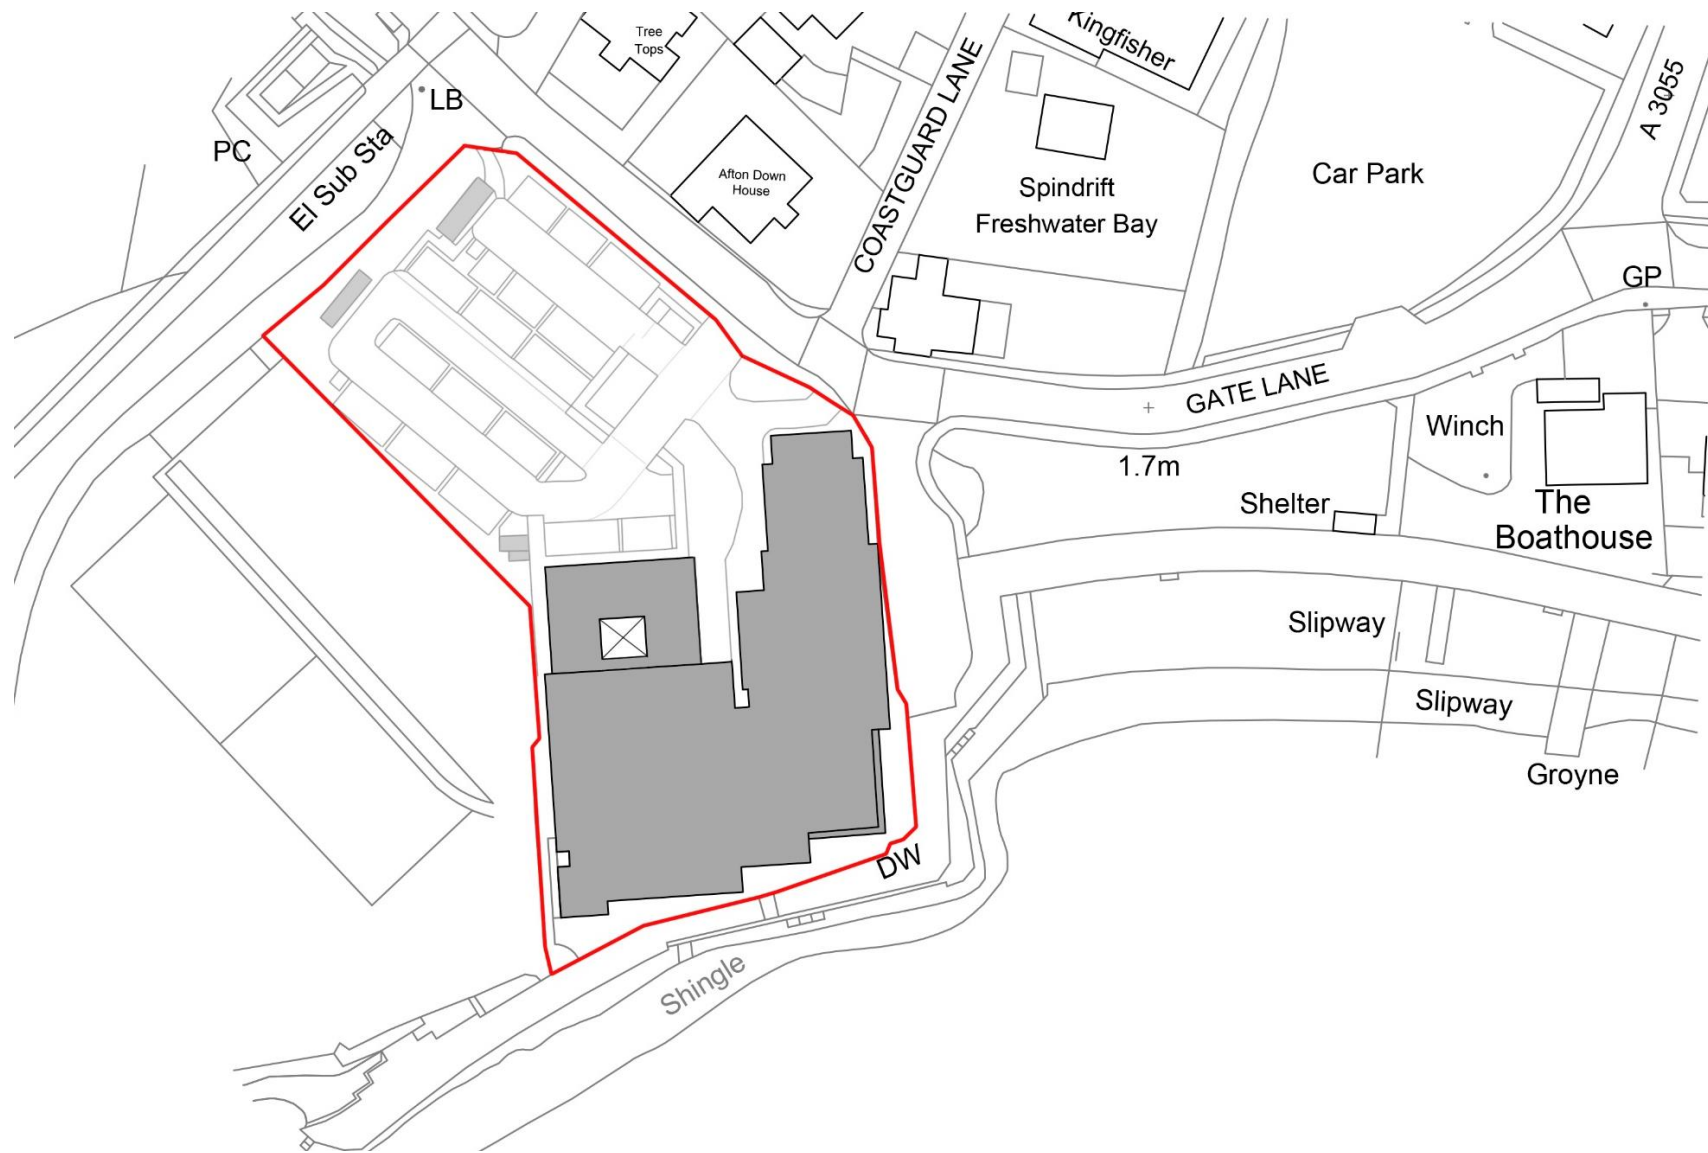 Kingfisher
Tree
Tops
LB
A 3055
PC
El Sub Sta
COASTGUARD LANE
Afton Down
House
Spindrift
Freshwater Bay
Car Park
GP
GATE LANE
Winch
1.7m
Shelter
The
Boathouse
Slipway
Slipway
Groyne
DW
Shingle